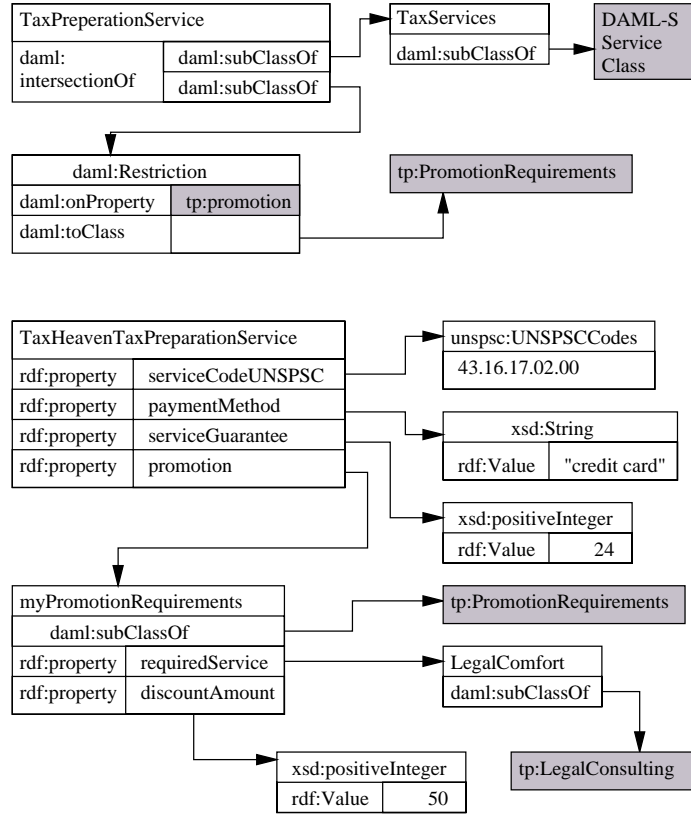 TaxPreperationService
daml:
intersectionOf
daml:subClassOf
daml:subClassOf
TaxServices
daml:subClassOf
DAML-S
Service
Class
daml:Restriction
daml:onProperty tp:promotion
daml:toClass
tp:PromotionRequirements
TaxHeavenTaxPreparationService
rdf:property serviceCodeUNSPSC
rdf:property paymentMethod
rdf:property serviceGuarantee
rdf:property promotion
unspsc:UNSPSCCodes
43.16.17.02.00
xsd:String
rdf:Value "credit card"
xsd:positiveInteger
rdf:Value 24
myPromotionRequirements
daml:subClassOf
rdf:property requiredService
rdf:property discountAmount
tp:PromotionRequirements
LegalComfort
daml:subClassOf
tp:LegalConsulting
xsd:positiveInteger
rdf:Value 50